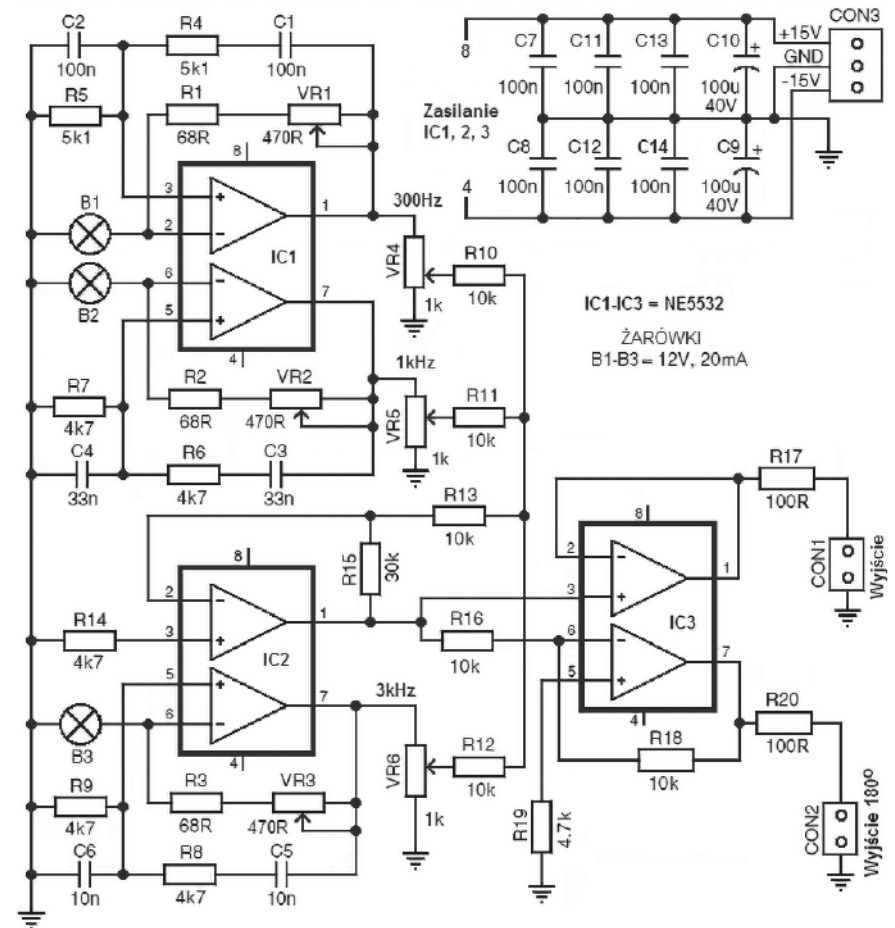 C2
100n
R4
5k1
C1
100n
R5
5k1
R1
68R
VR1
470R
8
3
2
1
6
5
7
4
IC1
B1
B2
300Hz
VR4
1k
R10
10k
1kHz
VR5
1k
R11
10k
R2
68R
VR2
470R
R7
4k7
C4
33n
R6
4k7
C3
33n
8
4
Zasilanie
IC1, 2, 3
C7
100n
C11
100n
C13
100n
C10
+
100u
40V
C8
100n
C12
100n
C14
100n
C9
+
100u
40V
+15V
GND
-15V
CON3
IC1-IC3 = NE5532
ŻARÓWKI
B1-B3 = 12V, 20mA
R13
10k
R15
30k
8
2
3
1
5
6
7
4
IC2
R14
4k7
B3
R16
10k
3kHz
VR6
1k
R12
10k
R9
4k7
R3
68R
VR3
470R
C6
10n
R8
4k7
C5
10n
8
2
3
1
6
5
7
4
IC3
R17
100R
CON1
Wyjście
R18
10k
R19
4.7k
R20
100R
CON2
Wyjście 180º